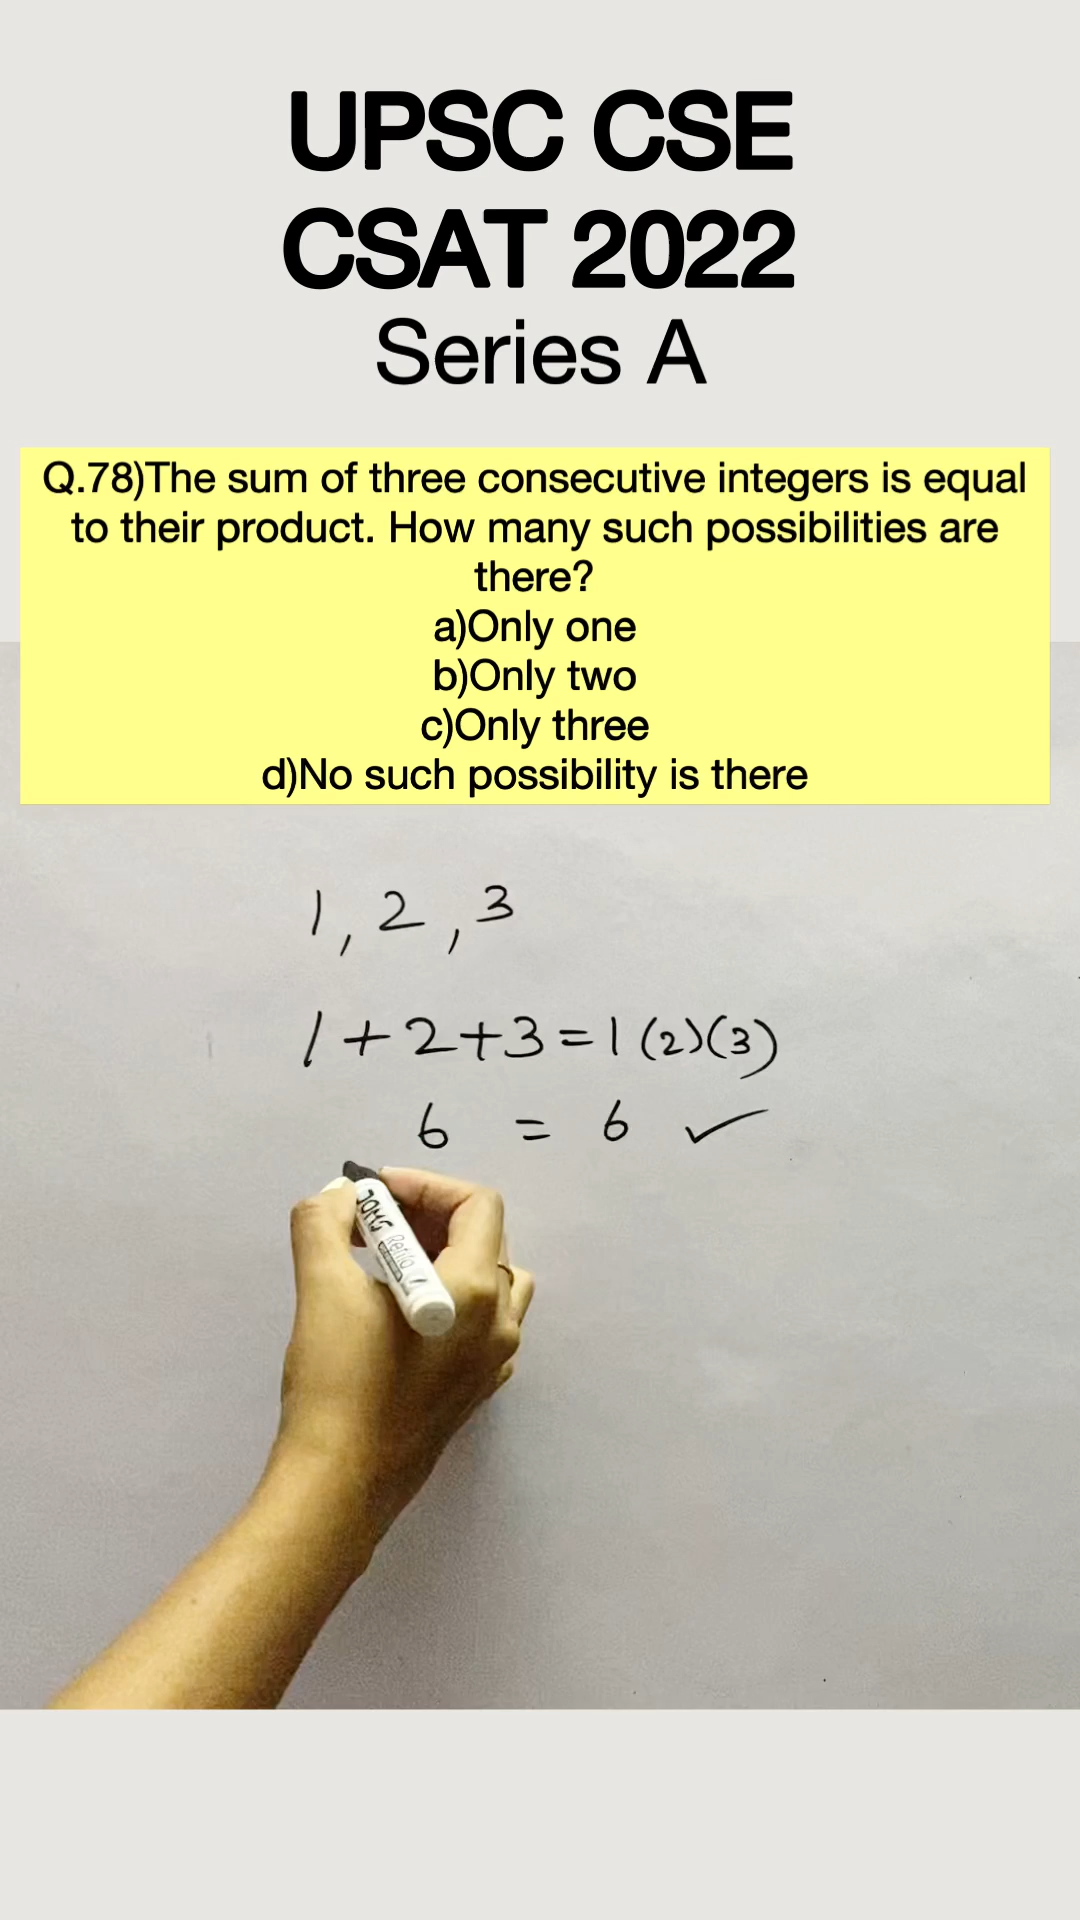 UPSC CSE
CSAT 2022
Series A
Q.78)The sum of three consecutive integers is equal
to their product. How many such possibilities are
there?
a)Only one
b)Only two
c)Only three
d)No such possibility is there
1, 2, 3
1+2+3=1(2)(3)
6 = 6 ✓
JOMS Refilo